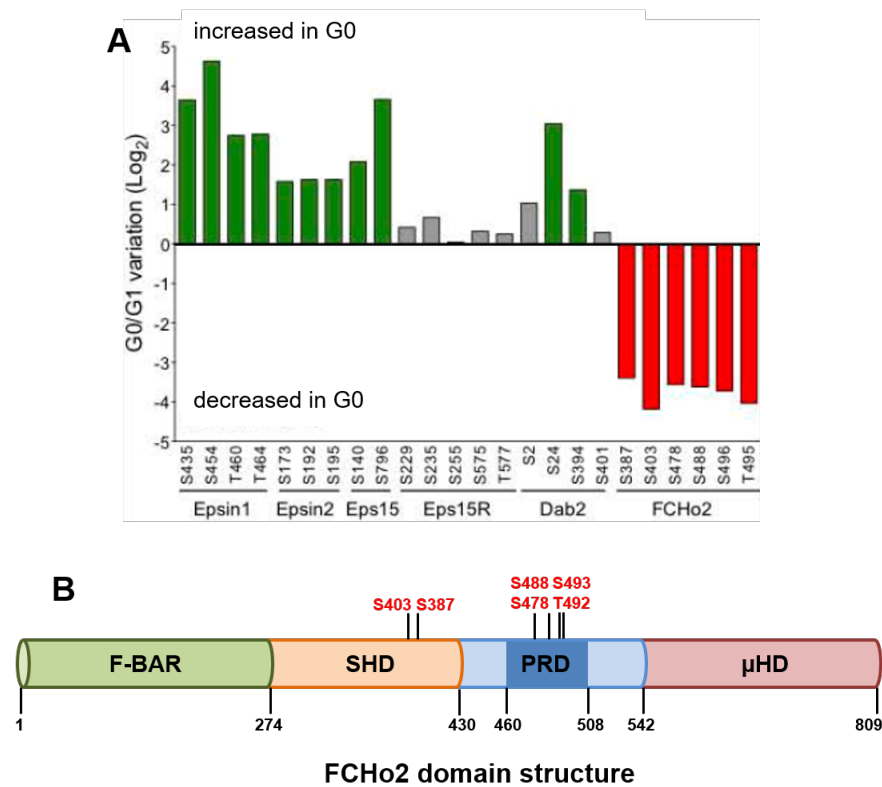 A
increased in G0
G0/G1 variation (Log2)
5
4
3
2
1
0
-1
-2
-3
-4
-5
decreased in G0
S435 S454 T460 T464 S173 S192 S195 S140 S796 S229 S235 S255 S575 T577 S2 S24 S394 S401 S387 S403 S478 S488 S496 T495
Epsin1 Epsin2 Eps15 Eps15R Dab2 FCHo2
B
S488 S493
S403 S387 S478 T492
F-BAR SHD PRD µHD
1 274 430 460 508 542 809
FCHo2 domain structure